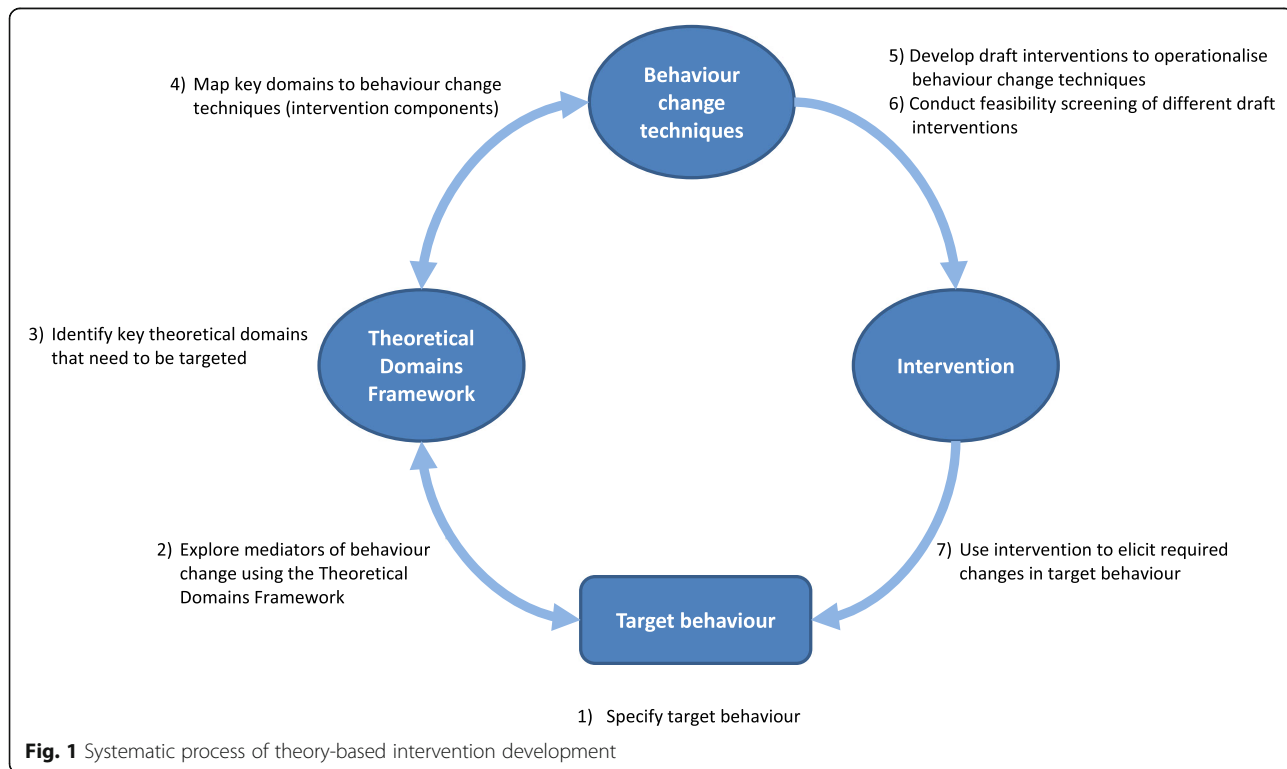 4) Map key domains to behaviour change
techniques (intervention components)
Behaviour
change
techniques
5) Develop draft interventions to operationalise
behaviour change techniques
6) Conduct feasibility screening of different draft
interventions
3) Identify key theoretical domains
that need to be targeted
Theoretical
Domains
Framework
Intervention
2) Explore mediators of behaviour
change using the Theoretical
Domains Framework
7) Use intervention to elicit required
changes in target behaviour
Target behaviour
1) Specify target behaviour
Fig. 1 Systematic process of theory-based intervention development